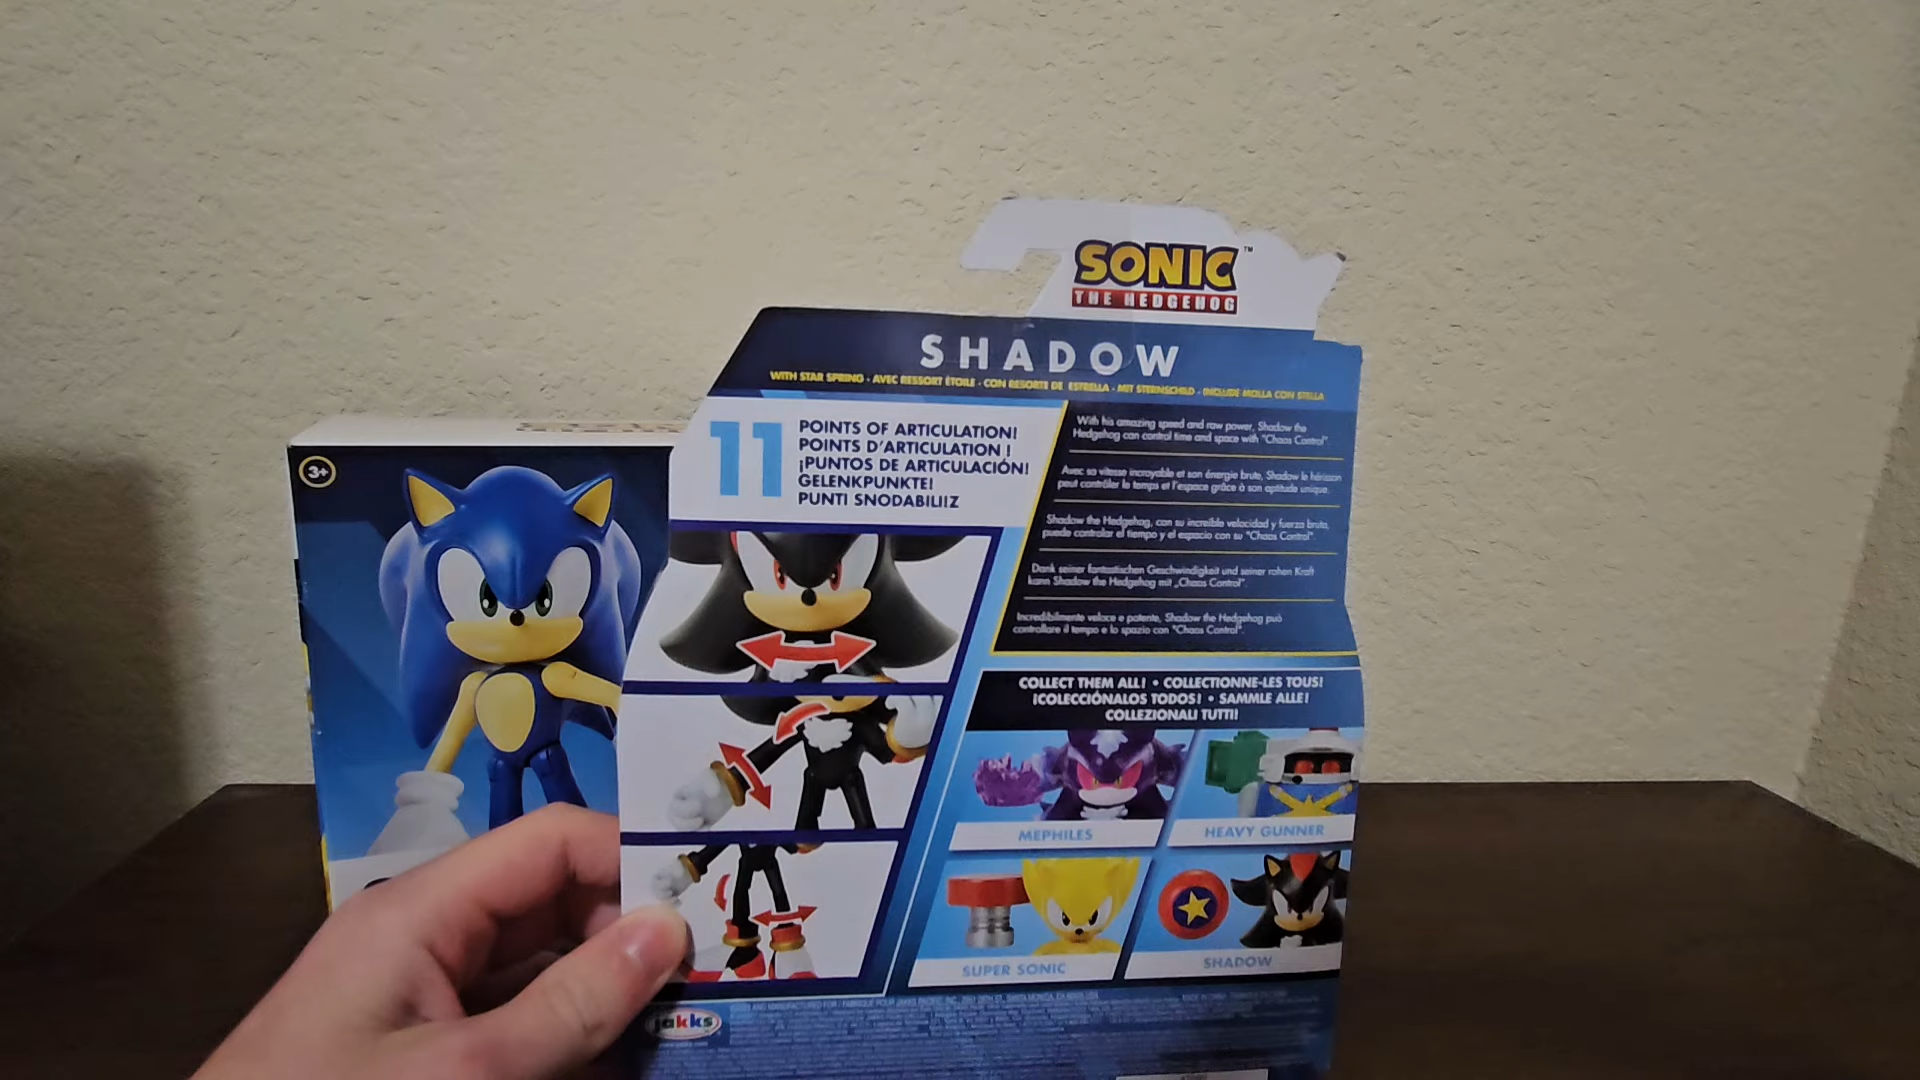 SONIC™
THE HEDGEHOG
SHADOW
WITH STAR SPRING • AVEC RESSORT ÉTOILE • CON RESORTE DE ESTRELLA • MIT STERNSCHILD • INCLUDE MOLLA CON STELLA
3+
11
POINTS OF ARTICULATION!
POINTS D'ARTICULATION !
¡PUNTOS DE ARTICULACIÓN!
GELENKPUNKTE!
PUNTI SNODABILIIZ
With his amazing speed and raw power, Shadow the
Hedgehog can control time and space with "Chaos Control".
Avec sa vitesse incroyable et son énergie brute, Shadow le hérisson
peut contrôler le temps et l'espace grâce à son aptitude unique.
Shadow the Hedgehog, con su increíble velocidad y fuerza bruta,
puede controlar el tiempo y el espacio con su "Chaos Control".
Dank seiner fantastischen Geschwindigkeit und seiner rohen Kraft
kann Shadow the Hedgehog mit „Chaos Control".
Incredibilmente veloce e potente, Shadow the Hedgehog può
controllare il tempo e lo spazio con "Chaos Control".
COLLECT THEM ALL! • COLLECTIONNE-LES TOUS!
¡COLECCIÓNALOS TODOS! • SAMMLE ALLE!
COLLEZIONALI TUTTI!
MEPHILES
HEAVY GUNNER
SUPER SONIC
SHADOW
jakks